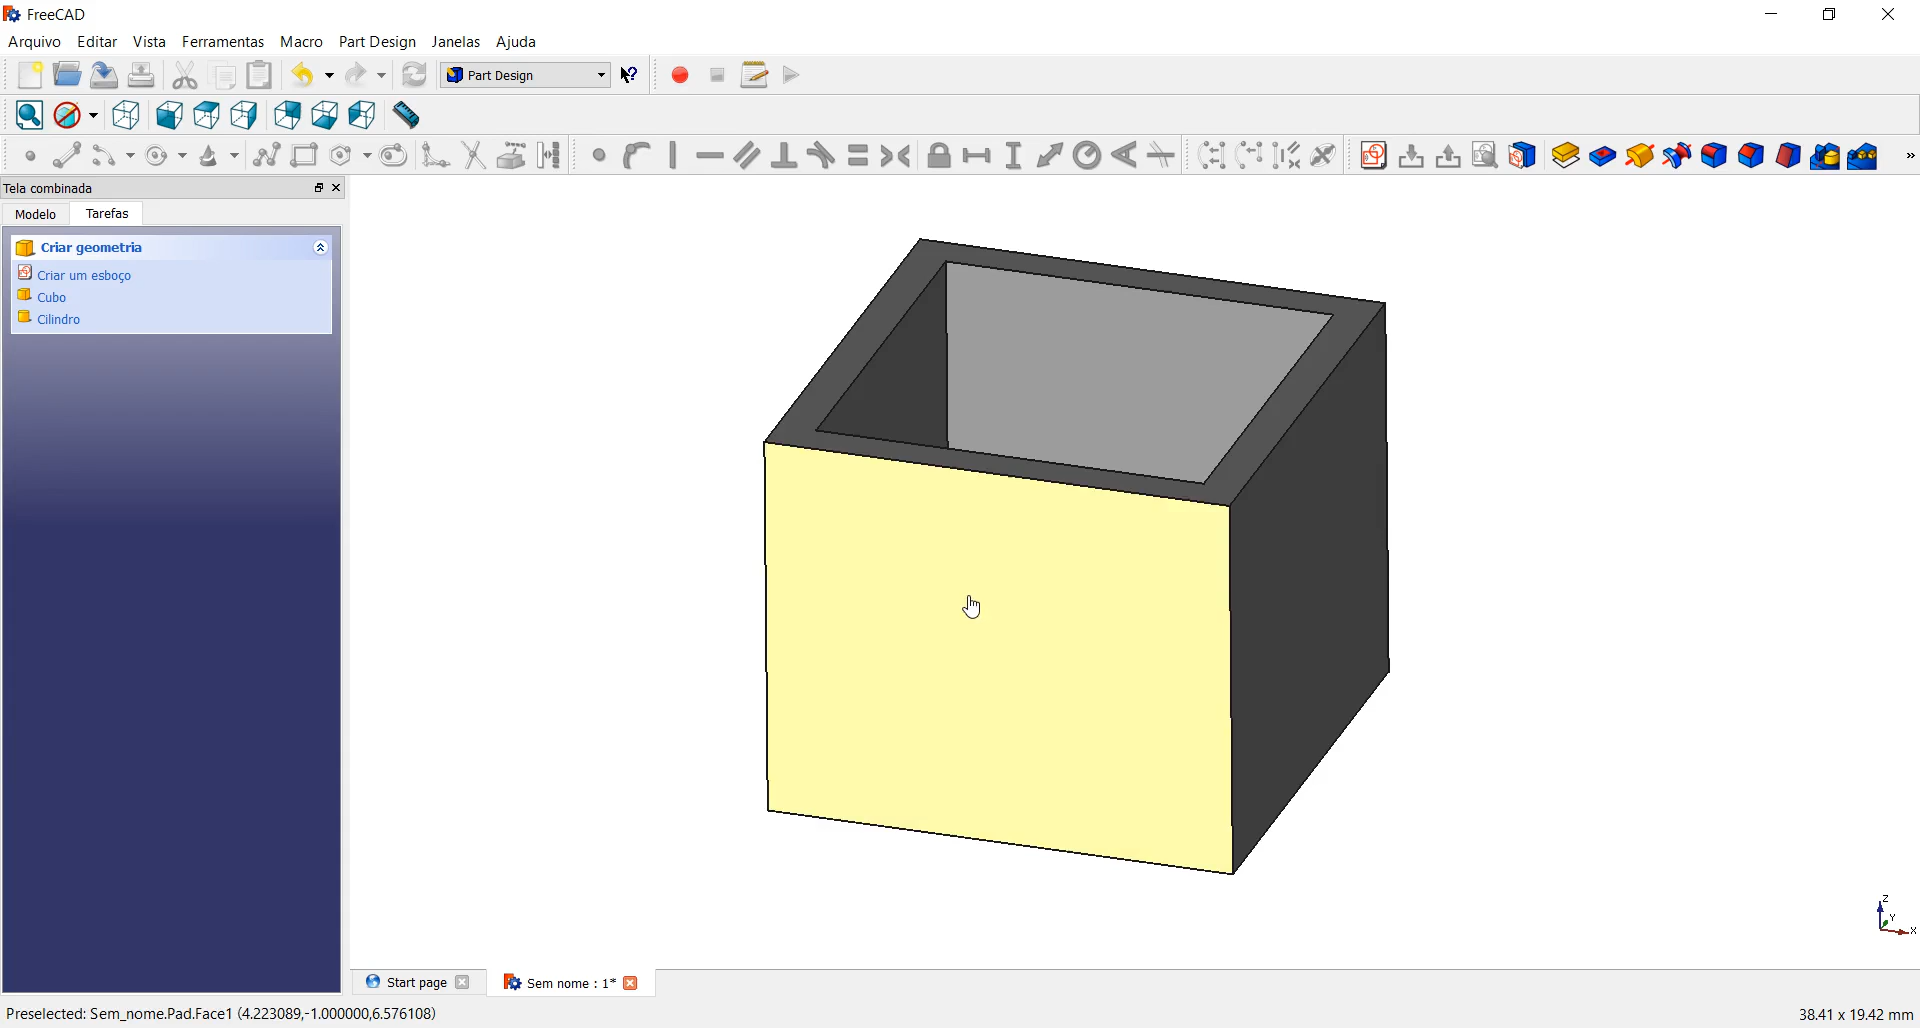 FreeCAD
Arquivo Editar Vista Ferramentas Macro Part Design Janelas Ajuda
Part Design
Tela combinada
Modelo Tarefas
Criar geometria
Criar um esboço
Cubo
Cilindro
Z
Y
X
Start page Sem nome : 1*
Preselected: Sem_nome.Pad.Face1 (4.223089,-1.000000,6.576108) 38.41 x 19.42 mm